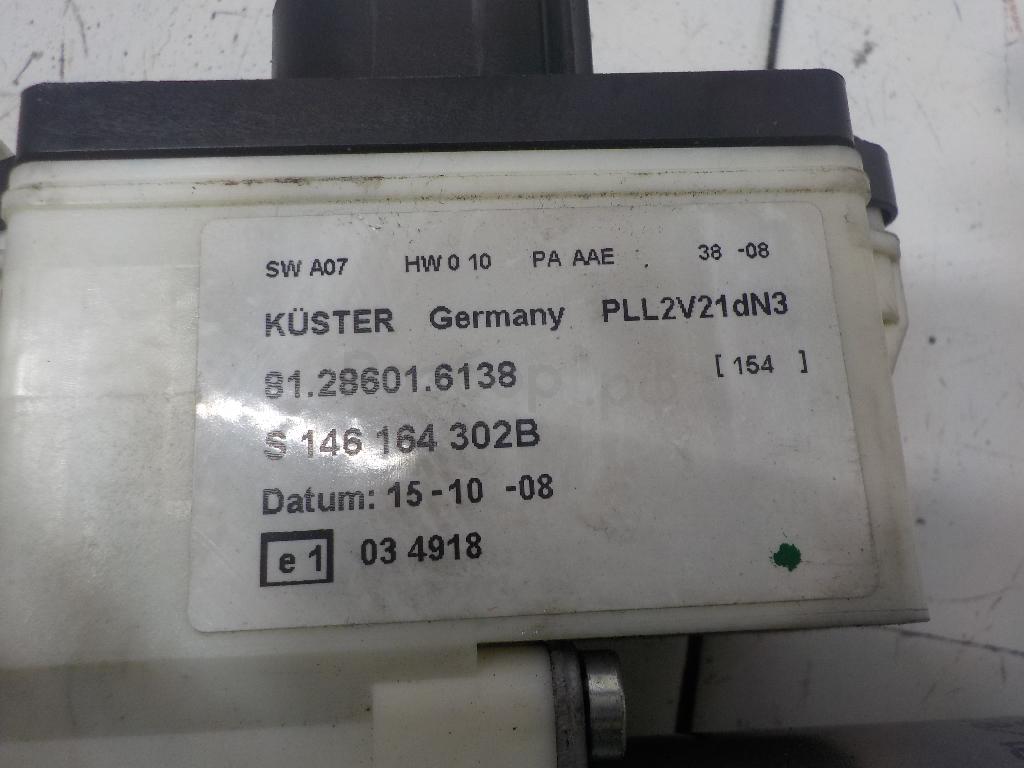 SW A07 HW 0 10 PA AAE . 38 -08
KÜSTER Germany PLL2V21dN3
81.28601.6138 [ 154 ]
S 146 164 302B
Datum: 15-10 -08
e 1 03 4918